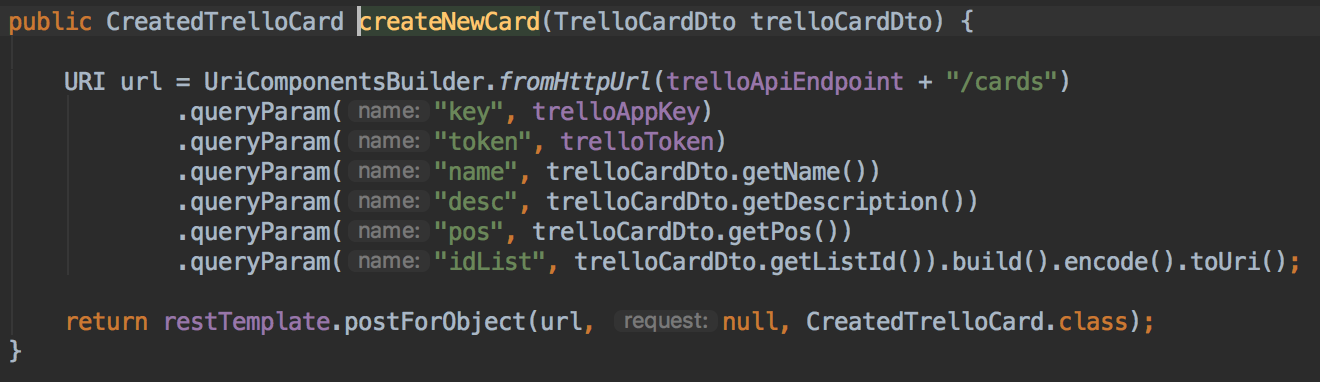 public CreatedTrelloCard createNewCard(TrelloCardDto trelloCardDto) {
URI url = UriComponentsBuilder.fromHttpUrl(trelloApiEndpoint + "/cards")
.queryParam( name: "key", trelloAppKey)
.queryParam( name: "token", trelloToken)
.queryParam( name: "name", trelloCardDto.getName())
.queryParam( name: "desc", trelloCardDto.getDescription())
.queryParam( name: "pos", trelloCardDto.getPos())
.queryParam( name: "idList", trelloCardDto.getListId()).build().encode().toUri();
return restTemplate.postForObject(url, request: null, CreatedTrelloCard.class);
}